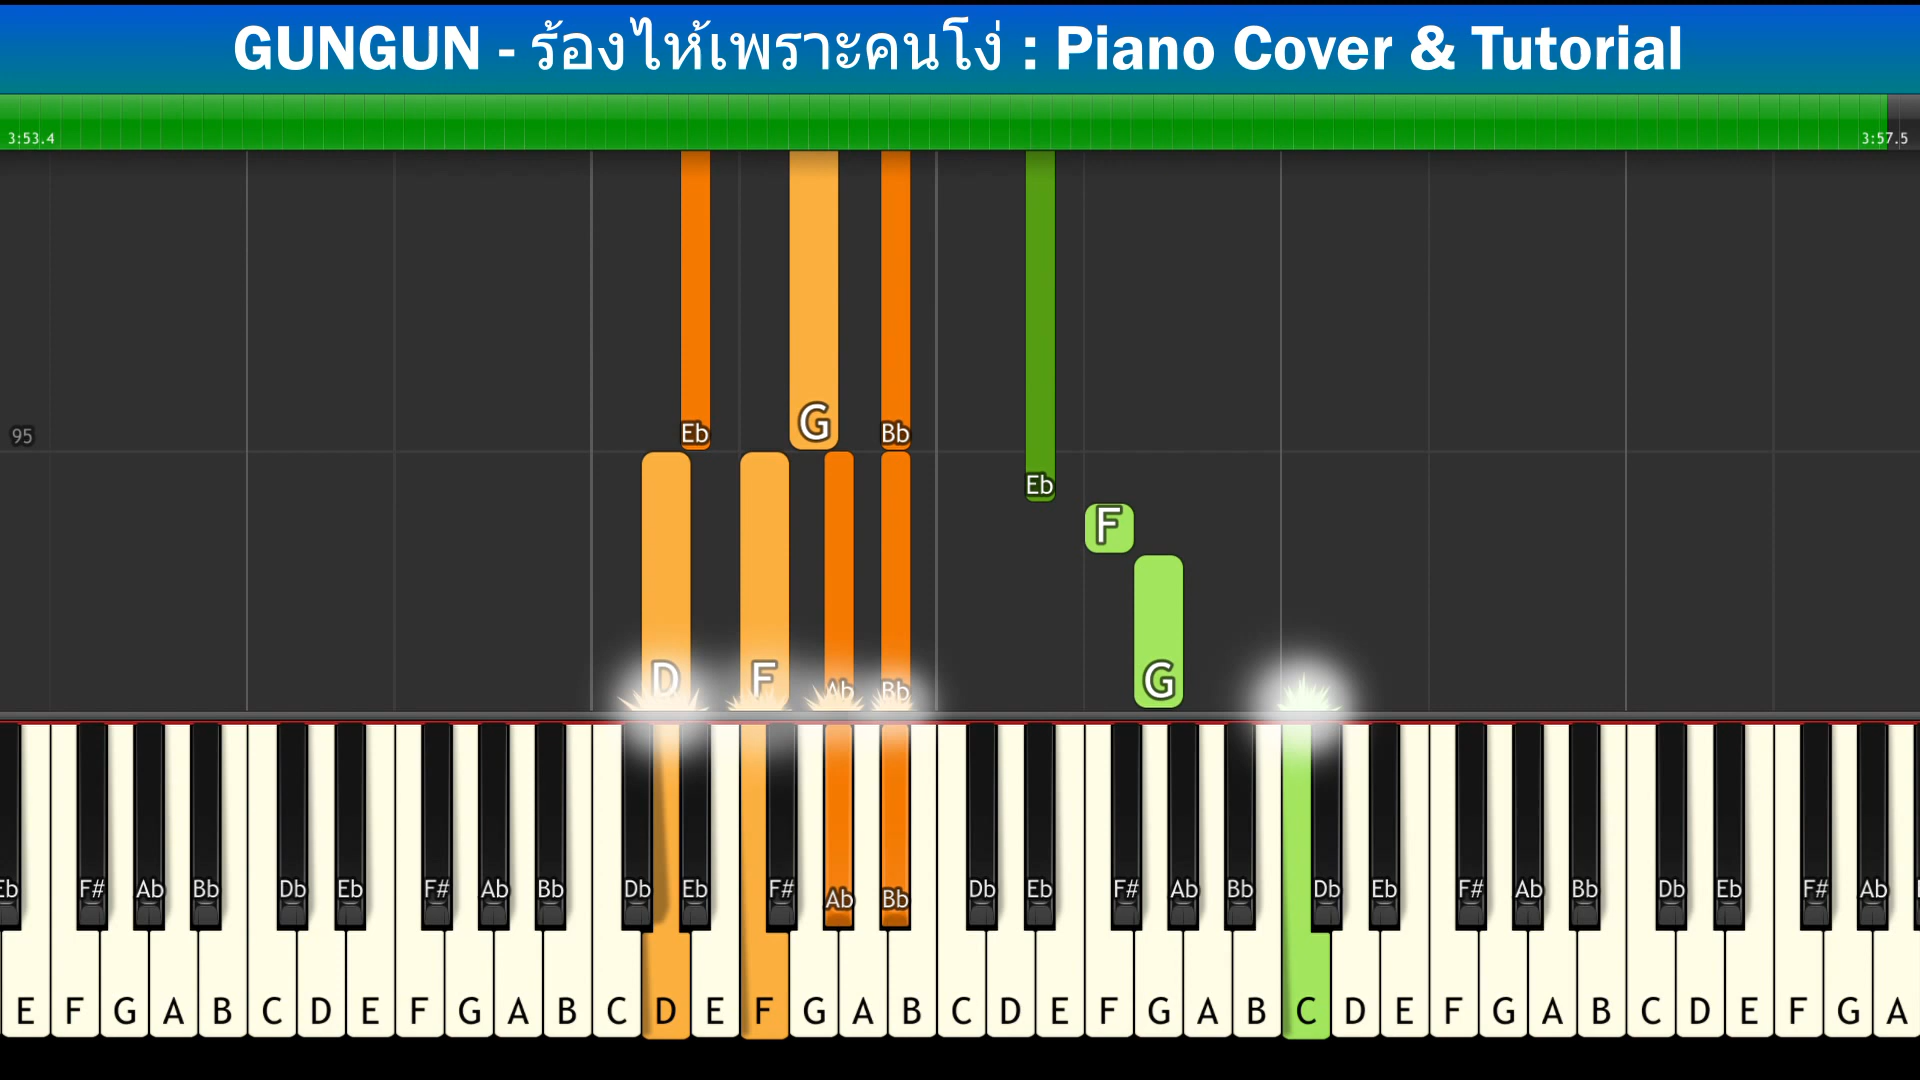 GUNGUN - ร้องไห้เพราะคนโง่ : Piano Cover & Tutorial
3:53.4 3:57.5
95 Eb G Bb
Eb
F
D F Ab Bb G
Eb F# Ab Bb Db Eb F# Ab Bb Db Eb F# Ab Bb Db Eb F# Ab Bb Db Eb F# Ab Bb Db Eb F# Ab
E F G A B C D E F G A B C D E F G A B C D E F G A B C D E F G A B C D E F G A